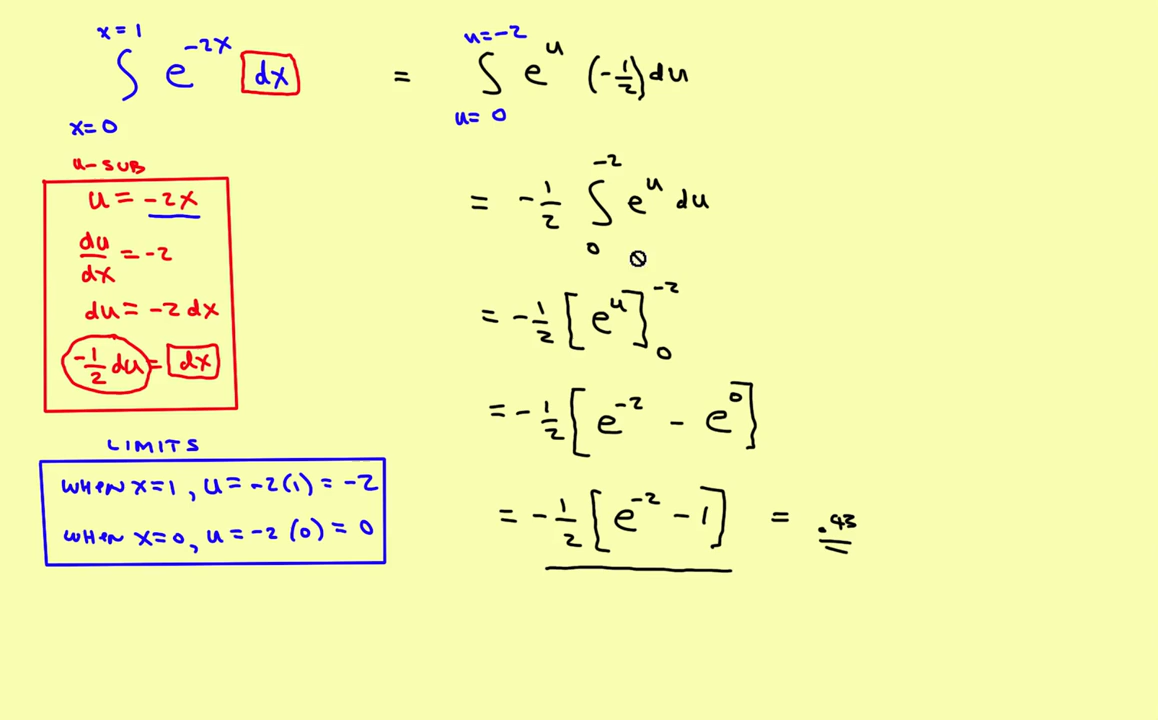 ∫_{x=0}^{x=1} e^{-2x} dx = ∫_{u=0}^{u=-2} e^u (-1/2) du
u-SUB
u = -2x
du/dx = -2
du = -2 dx
-1/2 du = dx
LIMITS
WHEN x=1, u = -2(1) = -2
WHEN x=0, u = -2(0) = 0
= -1/2 ∫_0^{-2} e^u du
= -1/2 [e^u]_0^{-2}
= -1/2 [e^{-2} - e^0]
= -1/2 [e^{-2} - 1] = .43